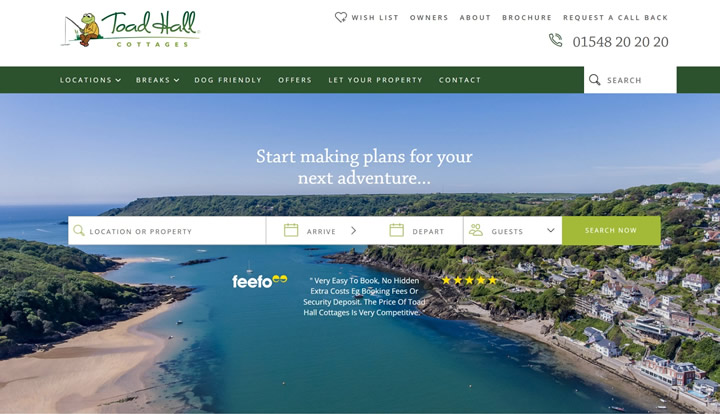 Toad Hall
COTTAGES
WISH LIST OWNERS ABOUT BROCHURE REQUEST A CALL BACK
01548 20 20 20
LOCATIONS BREAKS DOG FRIENDLY OFFERS LET YOUR PROPERTY CONTACT SEARCH
Start making plans for your
next adventure...
LOCATION OR PROPERTY ARRIVE DEPART GUESTS SEARCH NOW
feefo
" Very Easy To Book, No Hidden
Extra Costs Eg Booking Fees Or
Security Deposit. The Price Of Toad
Hall Cottages Is Very Competitive.